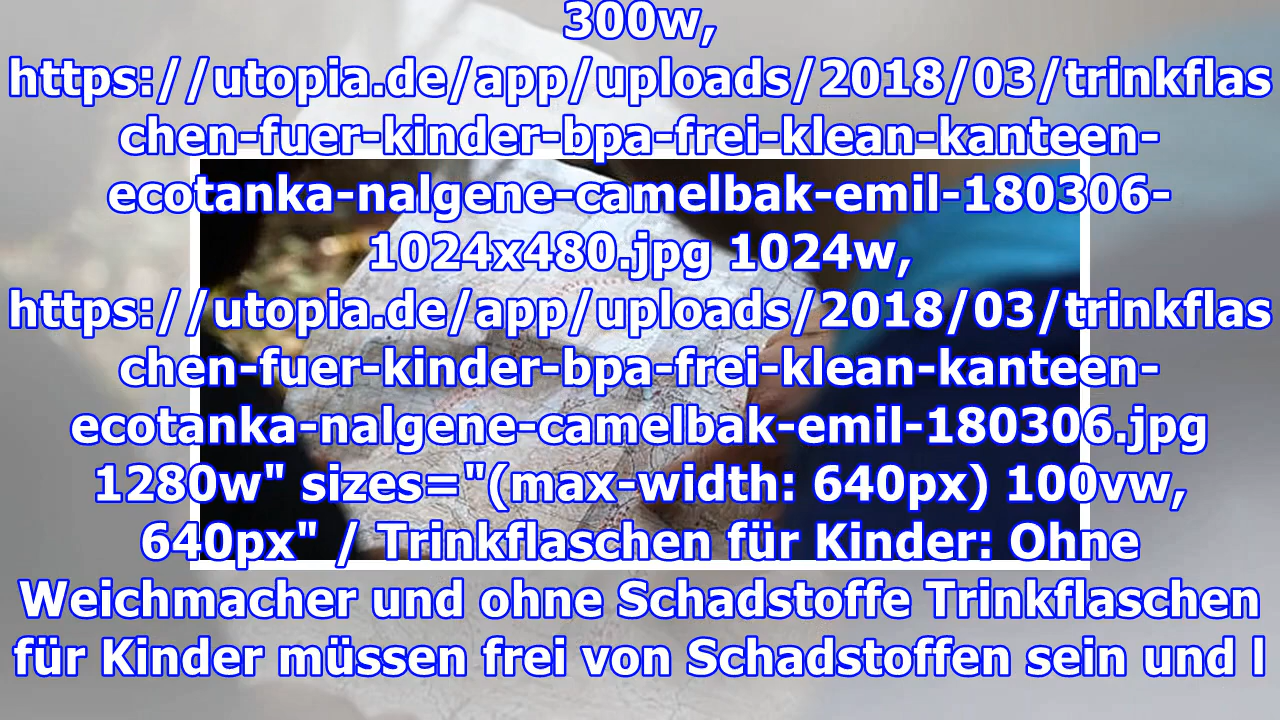 300w,
https://utopia.de/app/uploads/2018/03/trinkflas
chen-fuer-kinder-bpa-frei-klean-kanteen-
ecotanka-nalgene-camelbak-emil-180306-
1024x480.jpg 1024w,
https://utopia.de/app/uploads/2018/03/trinkflas
chen-fuer-kinder-bpa-frei-klean-kanteen-
ecotanka-nalgene-camelbak-emil-180306.jpg
1280w" sizes="(max-width: 640px) 100vw,
640px" / Trinkflaschen für Kinder: Ohne
Weichmacher und ohne Schadstoffe Trinkflaschen
für Kinder müssen frei von Schadstoffen sein und l